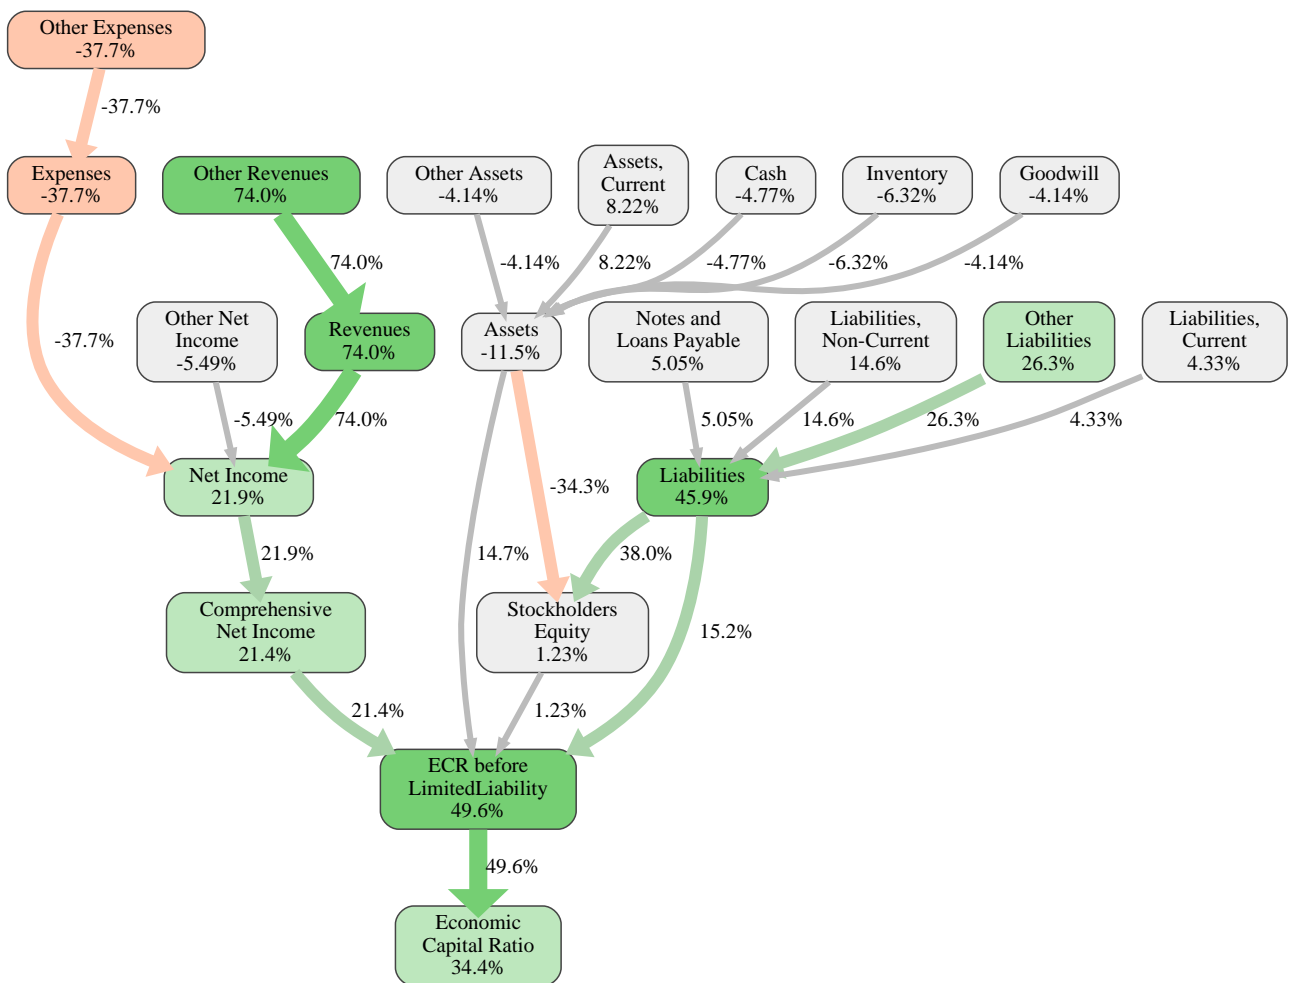 Other Expenses
-37.7%
-37.7%
Expenses
-37.7%
Other Revenues
74.0%
Other Assets
-4.14%
Assets,
Current
8.22%
Cash
-4.77%
Inventory
-6.32%
Goodwill
-4.14%
74.0%
-4.14%
8.22%
-4.77%
-6.32%
-4.14%
-37.7%
Other Net
Income
-5.49%
Revenues
74.0%
Assets
-11.5%
Notes and
Loans Payable
5.05%
Liabilities,
Non-Current
14.6%
Other
Liabilities
26.3%
Liabilities,
Current
4.33%
-5.49%
74.0%
5.05%
14.6%
26.3%
4.33%
Net Income
21.9%
-34.3%
Liabilities
45.9%
21.9%
14.7%
38.0%
Comprehensive
Net Income
21.4%
Stockholders
Equity
1.23%
15.2%
21.4%
1.23%
ECR before
LimitedLiability
49.6%
49.6%
Economic
Capital Ratio
34.4%